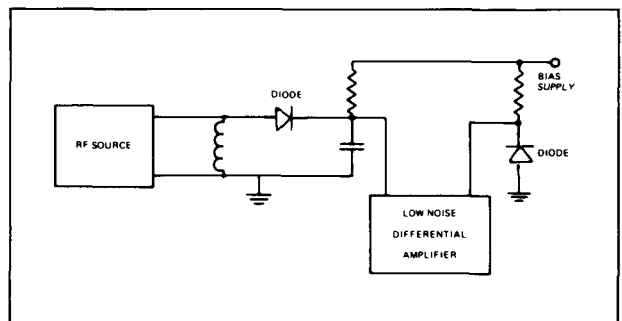 BIAS
SUPPLY
DIODE
RF SOURCE
DIODE
LOW NOISE
DIFFERENTIAL
AMPLIFIER